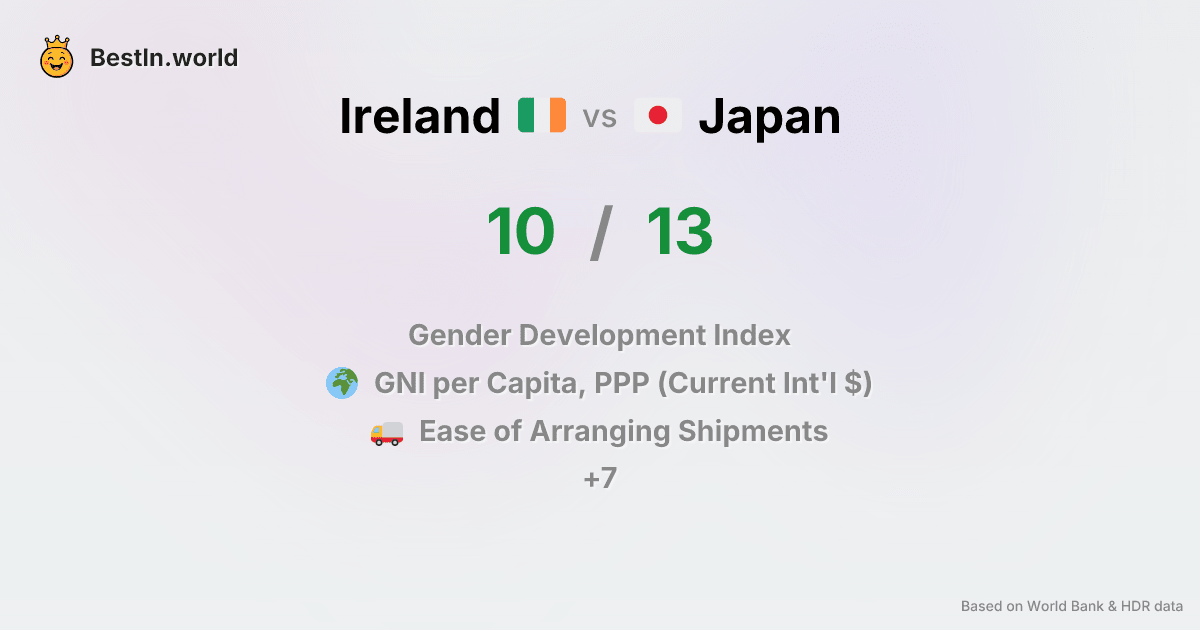 BestIn.world
Ireland vs Japan
10 / 13
Gender Development Index
GNI per Capita, PPP (Current Int'l $)
Ease of Arranging Shipments
+7
Based on World Bank & HDR data